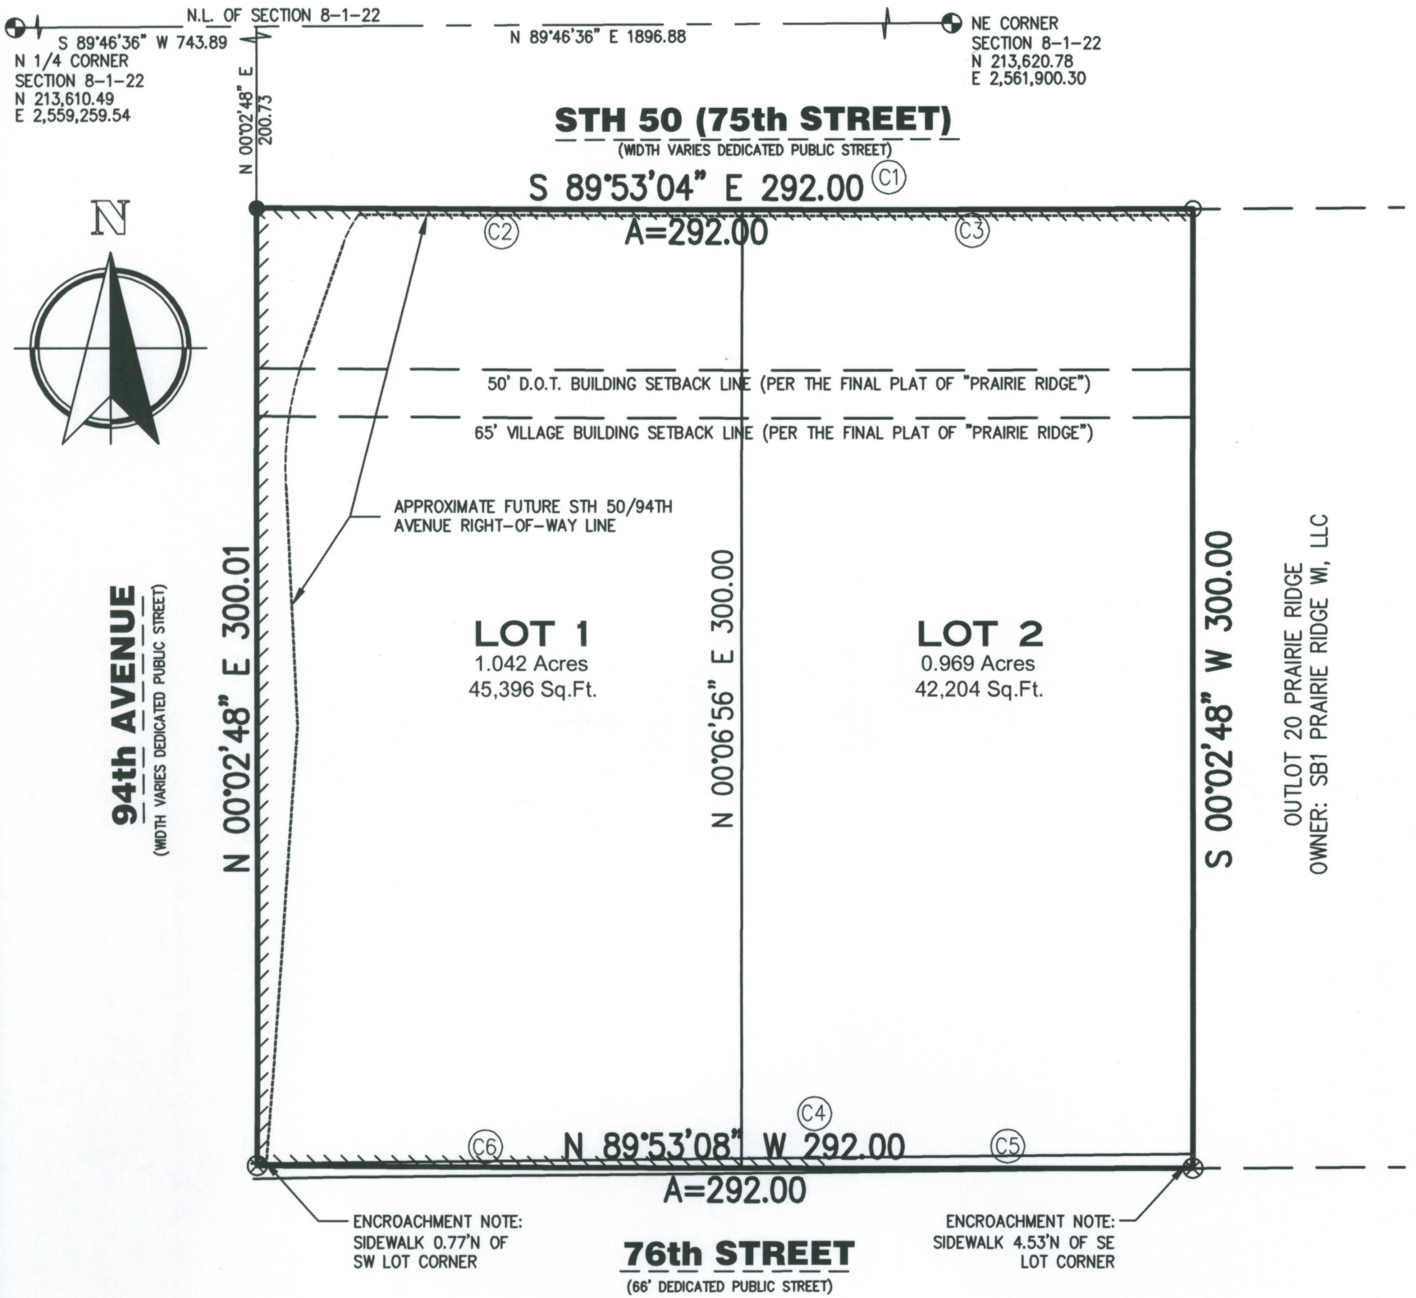 N.L. OF SECTION 8-1-22
S 89°46'36" W 743.89
N 89°46'36" E 1896.88
N 1/4 CORNER
SECTION 8-1-22
N 213,610.49
E 2,559,259.54
NE CORNER
SECTION 8-1-22
N 213,620.78
E 2,561,900.30
N 00°02'48" E
200.73
STH 50 (75th STREET)
(WIDTH VARIES DEDICATED PUBLIC STREET)
S 89°53'04" E 292.00
C1
N
C2
A=292.00
C3
50' D.O.T. BUILDING SETBACK LINE (PER THE FINAL PLAT OF "PRAIRIE RIDGE")
65' VILLAGE BUILDING SETBACK LINE (PER THE FINAL PLAT OF "PRAIRIE RIDGE")
APPROXIMATE FUTURE STH 50/94TH
AVENUE RIGHT-OF-WAY LINE
94th AVENUE
(WIDTH VARIES DEDICATED PUBLIC STREET)
N 00°02'48" E 300.01
LOT 1
1.042 Acres
45,396 Sq.Ft.
N 00°06'56" E 300.00
LOT 2
0.969 Acres
42,204 Sq.Ft.
S 00°02'48" W 300.00
OUTLOT 20 PRAIRIE RIDGE
OWNER: SB1 PRAIRIE RIDGE WI, LLC
C4
C6
N 89°53'08" W 292.00
C5
A=292.00
ENCROACHMENT NOTE:
SIDEWALK 0.77'N OF
SW LOT CORNER
76th STREET
(66' DEDICATED PUBLIC STREET)
ENCROACHMENT NOTE:
SIDEWALK 4.53'N OF SE
LOT CORNER